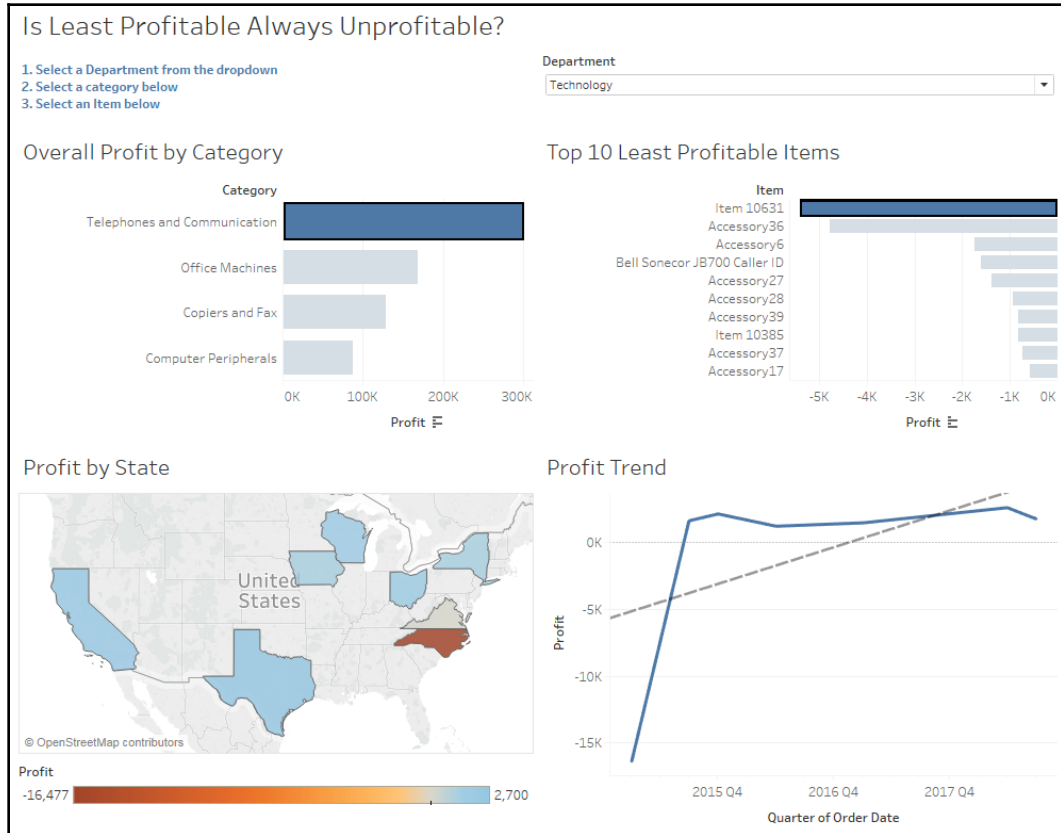 Is Least Profitable Always Unprofitable?
1. Select a Department from the dropdown
2. Select a category below
3. Select an Item below
Department
Technology
Overall Profit by Category
Category
Telephones and Communication
Office Machines
Copiers and Fax
Computer Peripherals
0K 100K 200K 300K
Profit
Top 10 Least Profitable Items
Item
Item 10631
Accessory36
Accessory6
Bell Sonecor JB700 Caller ID
Accessory27
Accessory28
Accessory39
Item 10385
Accessory37
Accessory17
-5K -4K -3K -2K -1K 0K
Profit
Profit by State
United
States
© OpenStreetMap contributors
Profit
-16,477 2,700
Profit Trend
0K
-5K
-10K
-15K
Profit
2015 Q4 2016 Q4 2017 Q4
Quarter of Order Date